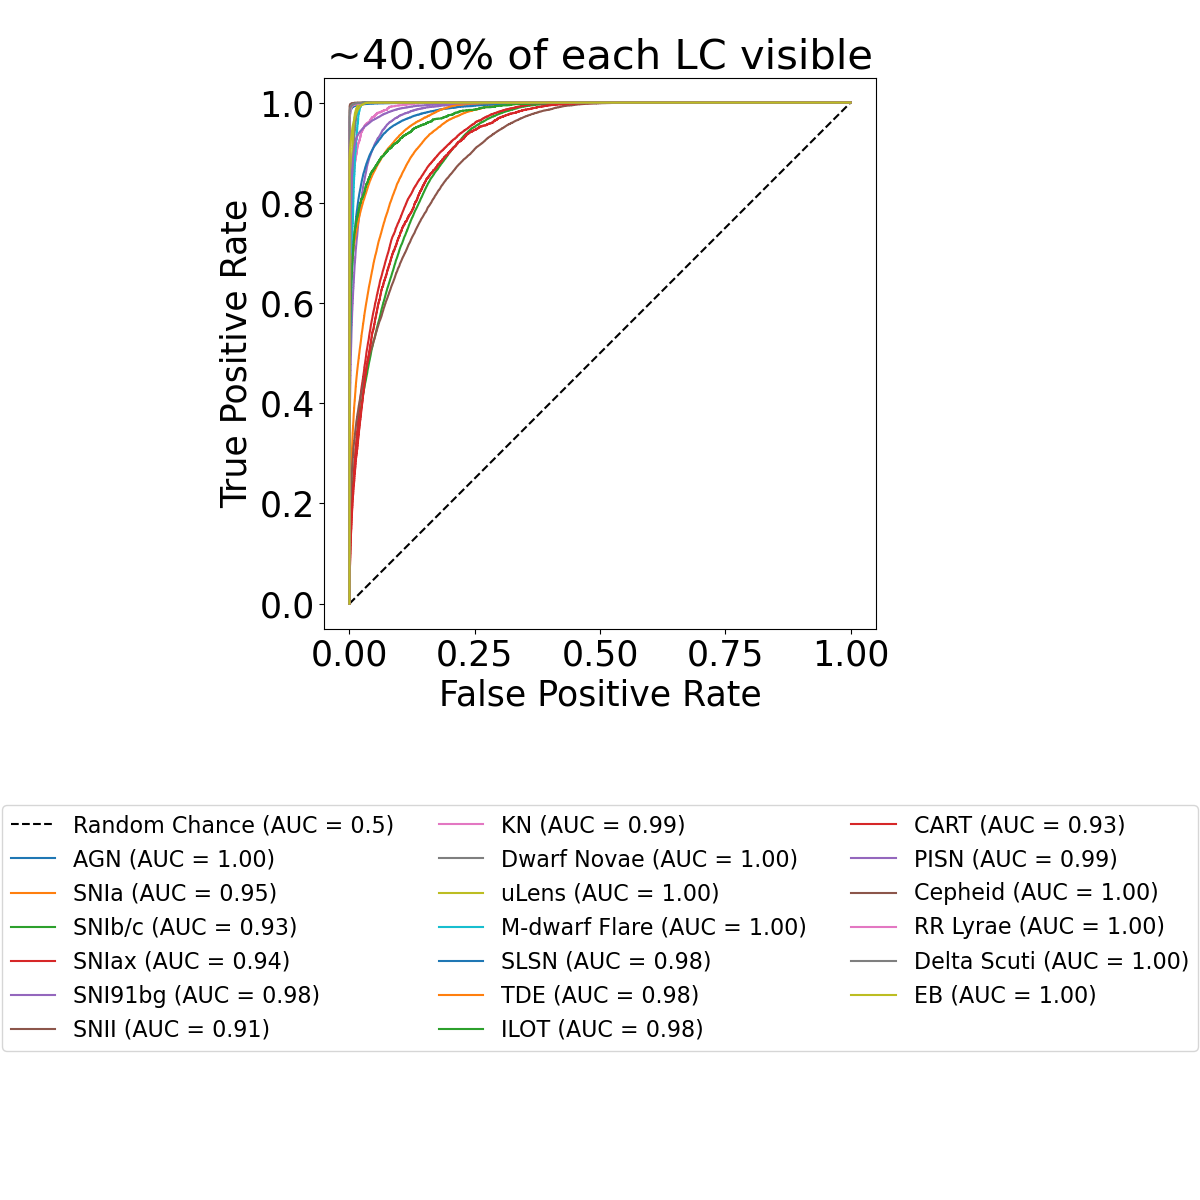 ~40.0% of each LC visible
True Positive Rate
1.0
0.8
0.6
0.4
0.2
0.0
0.00 0.25 0.50 0.75 1.00
False Positive Rate
Random Chance (AUC = 0.5)
AGN (AUC = 1.00)
SNIa (AUC = 0.95)
SNIb/c (AUC = 0.93)
SNIax (AUC = 0.94)
SNI91bg (AUC = 0.98)
SNII (AUC = 0.91)
KN (AUC = 0.99)
Dwarf Novae (AUC = 1.00)
uLens (AUC = 1.00)
M-dwarf Flare (AUC = 1.00)
SLSN (AUC = 0.98)
TDE (AUC = 0.98)
ILOT (AUC = 0.98)
CART (AUC = 0.93)
PISN (AUC = 0.99)
Cepheid (AUC = 1.00)
RR Lyrae (AUC = 1.00)
Delta Scuti (AUC = 1.00)
EB (AUC = 1.00)